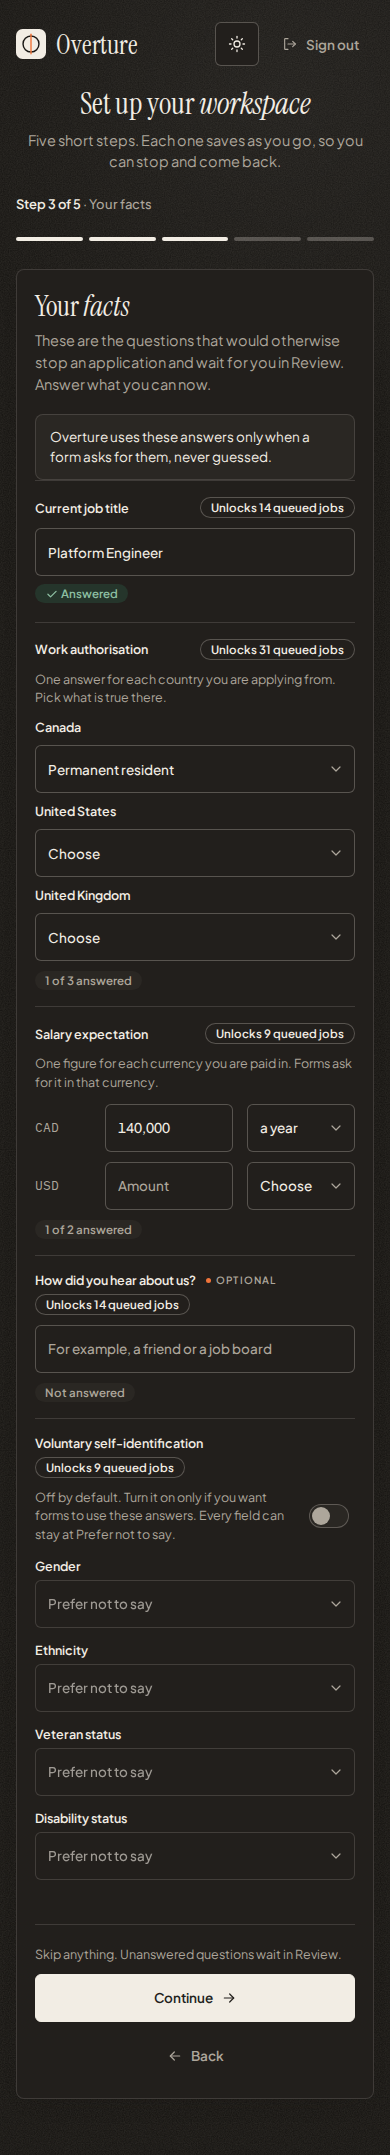 Overture
Sign out
Set up your workspace
Five short steps. Each one saves as you go, so you
can stop and come back.
Step 3 of 5 · Your facts
Your facts
These are the questions that would otherwise
stop an application and wait for you in Review.
Answer what you can now.
Overture uses these answers only when a
form asks for them, never guessed.
Current job title
Unlocks 14 queued jobs
Platform Engineer
Answered
Work authorisation
Unlocks 31 queued jobs
One answer for each country you are applying from.
Pick what is true there.
Canada
Permanent resident
United States
Choose
United Kingdom
Choose
1 of 3 answered
Salary expectation
Unlocks 9 queued jobs
One figure for each currency you are paid in. Forms ask
for it in that currency.
CAD
140,000
a year
USD
Amount
Choose
1 of 2 answered
How did you hear about us?
OPTIONAL
Unlocks 14 queued jobs
For example, a friend or a job board
Not answered
Voluntary self-identification
Unlocks 9 queued jobs
Off by default. Turn it on only if you want
forms to use these answers. Every field can
stay at Prefer not to say.
Gender
Prefer not to say
Ethnicity
Prefer not to say
Veteran status
Prefer not to say
Disability status
Prefer not to say
Skip anything. Unanswered questions wait in Review.
Continue
Back